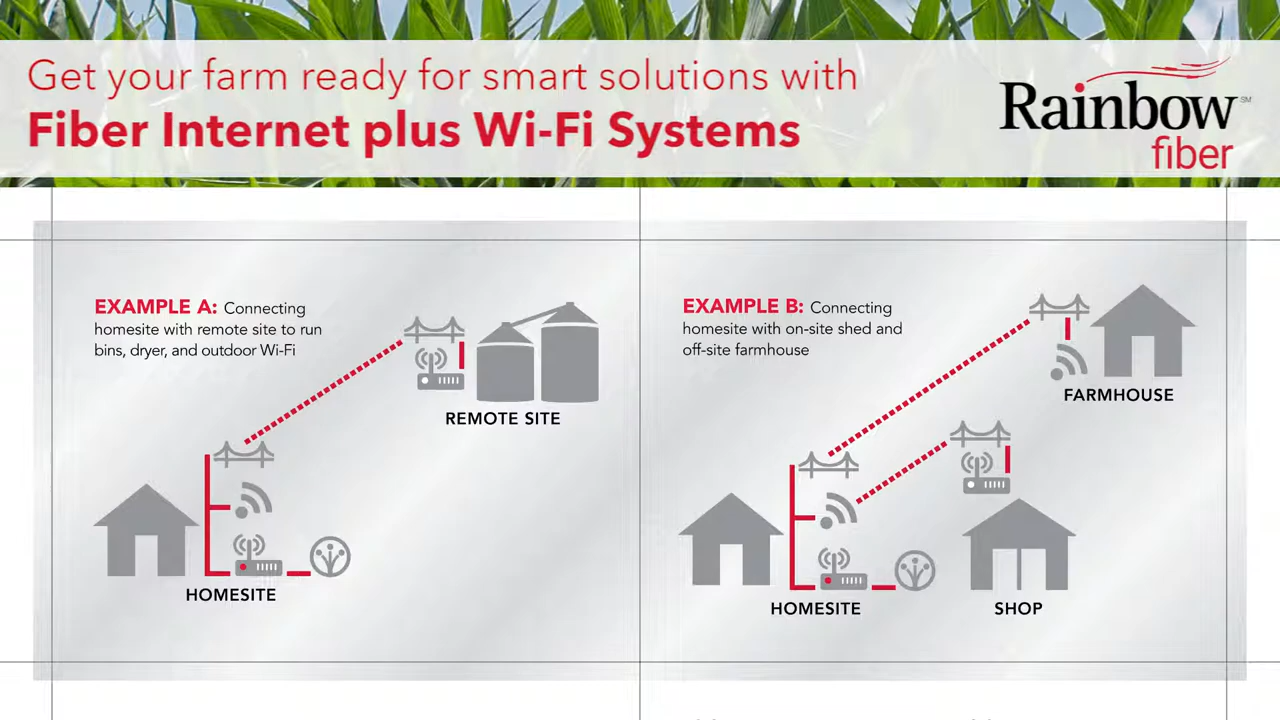 Get your farm ready for smart solutions with
Fiber Internet plus Wi-Fi Systems
Rainbow℠
fiber
EXAMPLE A: Connecting
homesite with remote site to run
bins, dryer, and outdoor Wi-Fi
REMOTE SITE
HOMESITE
EXAMPLE B: Connecting
homesite with on-site shed and
off-site farmhouse
FARMHOUSE
HOMESITE
SHOP